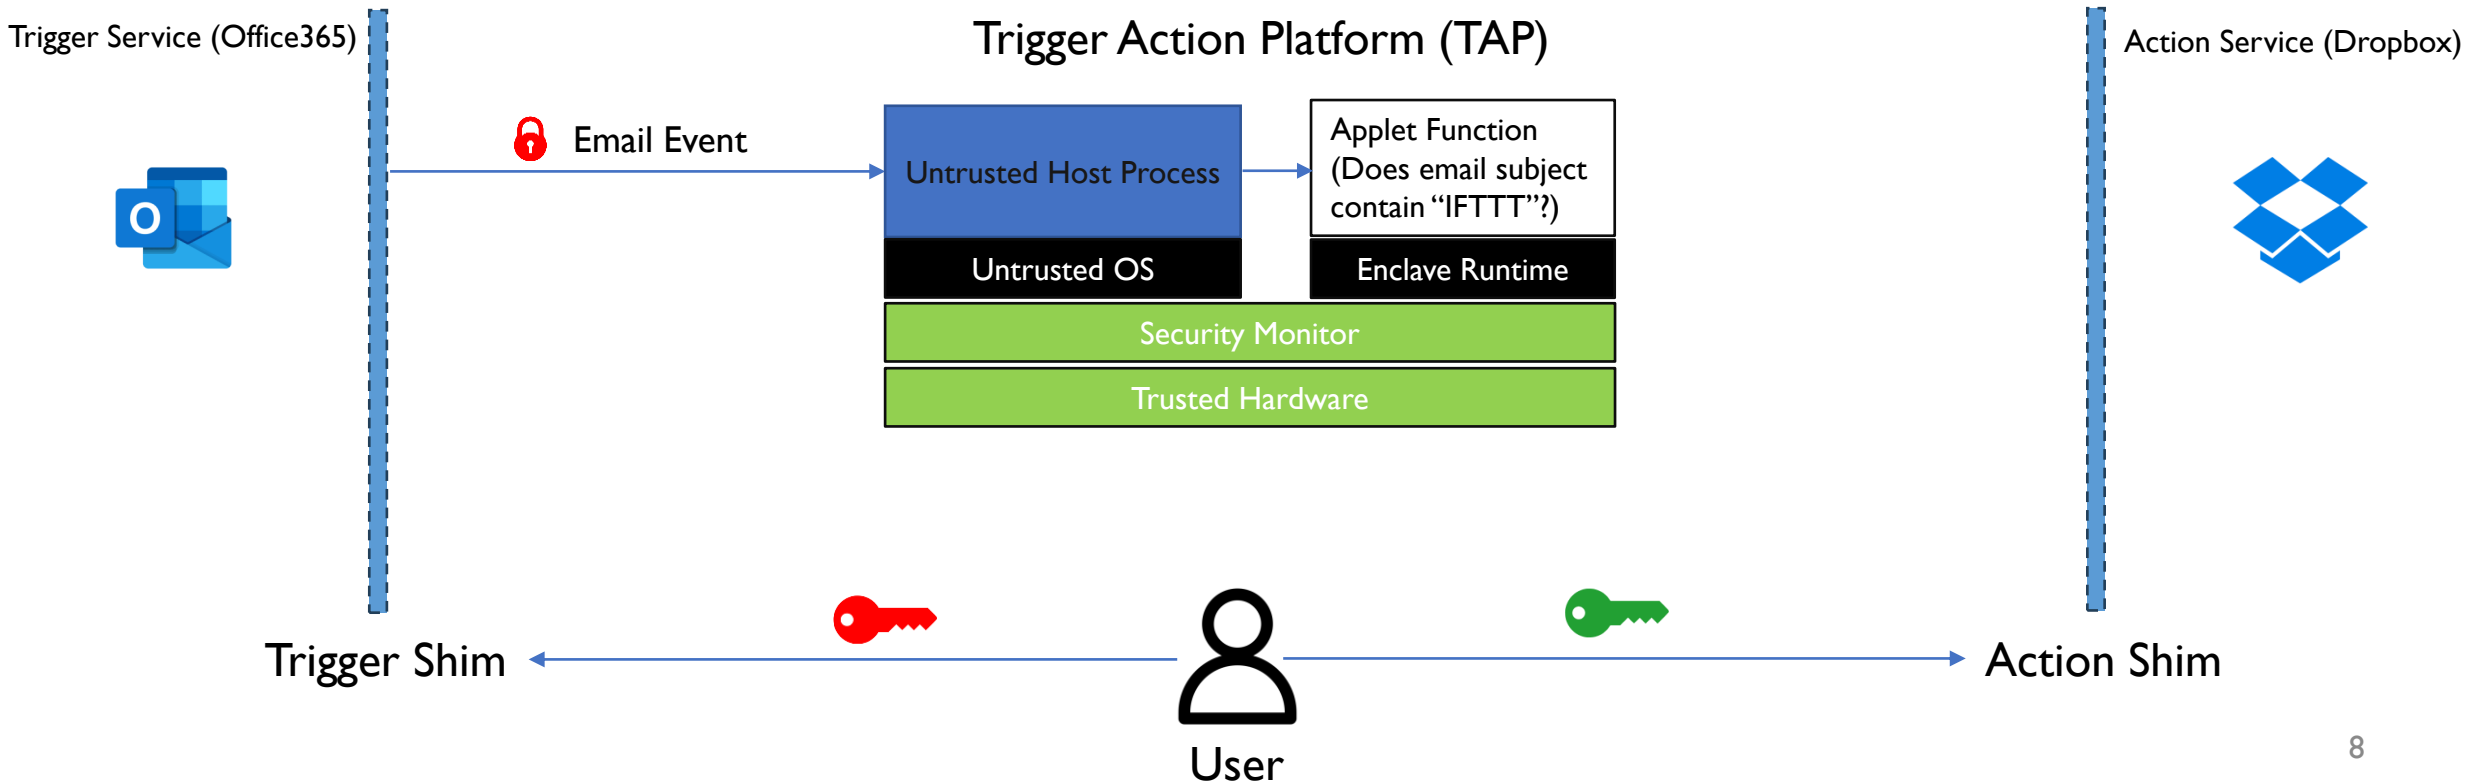 Trigger Service (Office365)
Trigger Action Platform (TAP)
Action Service (Dropbox)
Email Event
Untrusted Host Process
Applet Function
(Does email subject
contain “IFTTT”?)
O
Untrusted OS
Enclave Runtime
Security Monitor
Trusted Hardware
Trigger Shim
Action Shim
User
8